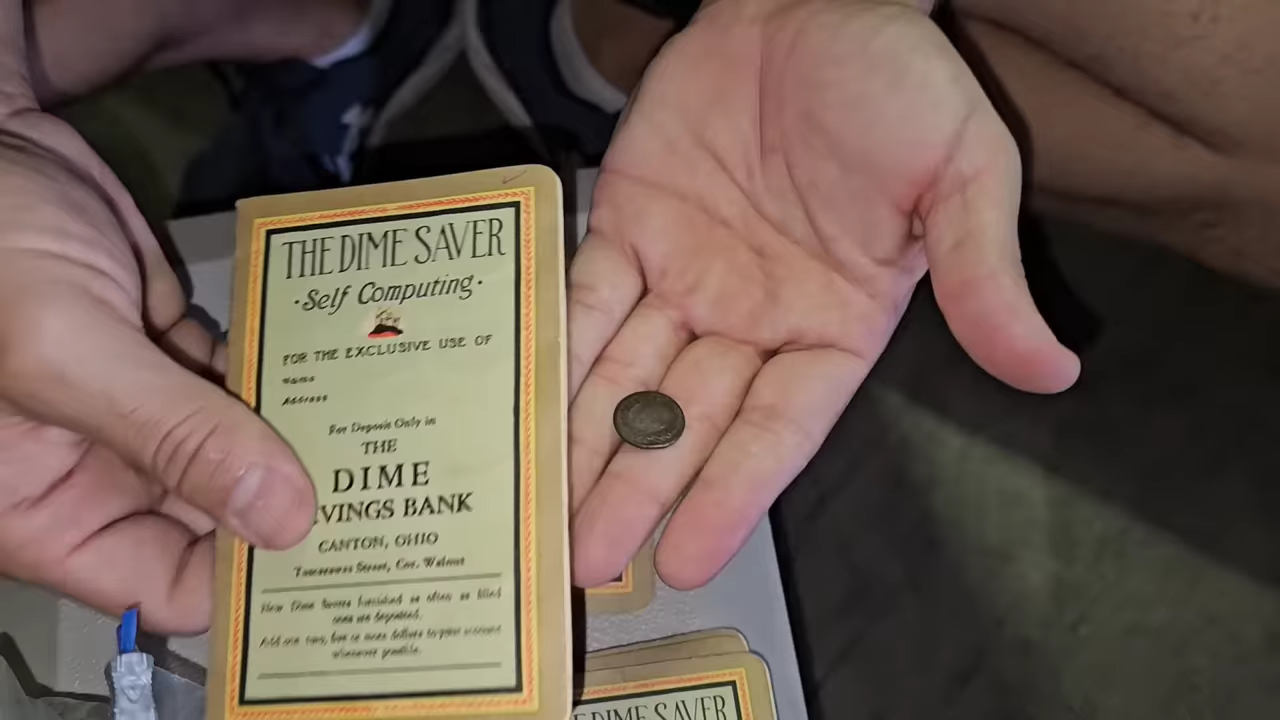 THE DIME SAVER
·Self Computing·
FOR THE EXCLUSIVE USE OF
Name
Address
For Deposit Only in
THE
DIME
VINGS BANK
CANTON, OHIO
Tuscarawas Street, Cor. Walnut
New Dime Savers furnished as often as filled
ones are deposited.
Add one, two, five or more dollars to your account
whenever possible.
E DIME SAVER